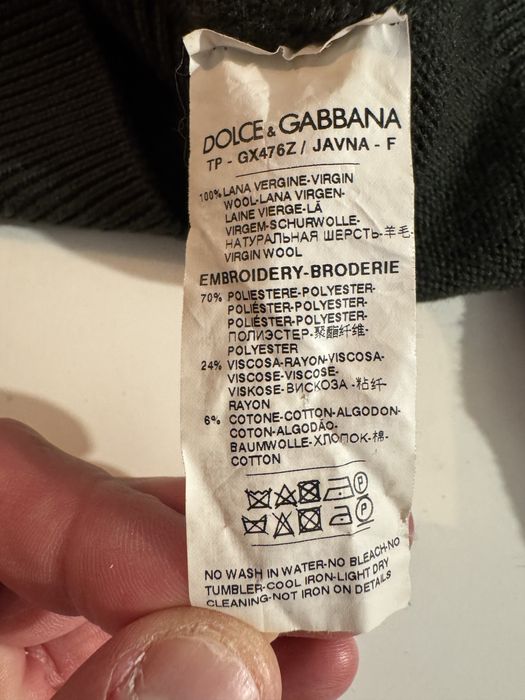 DOLCE & GABBANA
TP - GX476Z / JAVNA - F
100% LANA VERGINE-VIRGIN
WOOL-LANA VIRGEN-
LAINE VIERGE-LÃ
VIRGEM-SCHURWOLLE-
НАТУРАЛЬНАЯ ШЕРСТЬ-羊毛-
VIRGIN WOOL
EMBROIDERY-BRODERIE
70% POLIESTERE-POLYESTER-
POLIÉSTER-POLYESTER-
POLIÉSTER-POLYESTER-
ПОЛИЭСТЕР-聚酯纤维-
POLYESTER
24% VISCOSA-RAYON-VISCOSA-
VISCOSE-VISCOSE-
VISKOSE-ВИСКОЗА-粘纤-
RAYON
6% COTONE-COTTON-ALGODON-
COTON-ALGODÃO-
BAUMWOLLE-ХЛОПОК-棉-
COTTON
P
P
NO WASH IN WATER-NO BLEACH-NO
TUMBLER-COOL IRON-LIGHT DRY
CLEANING-NOT IRON ON DETAILS